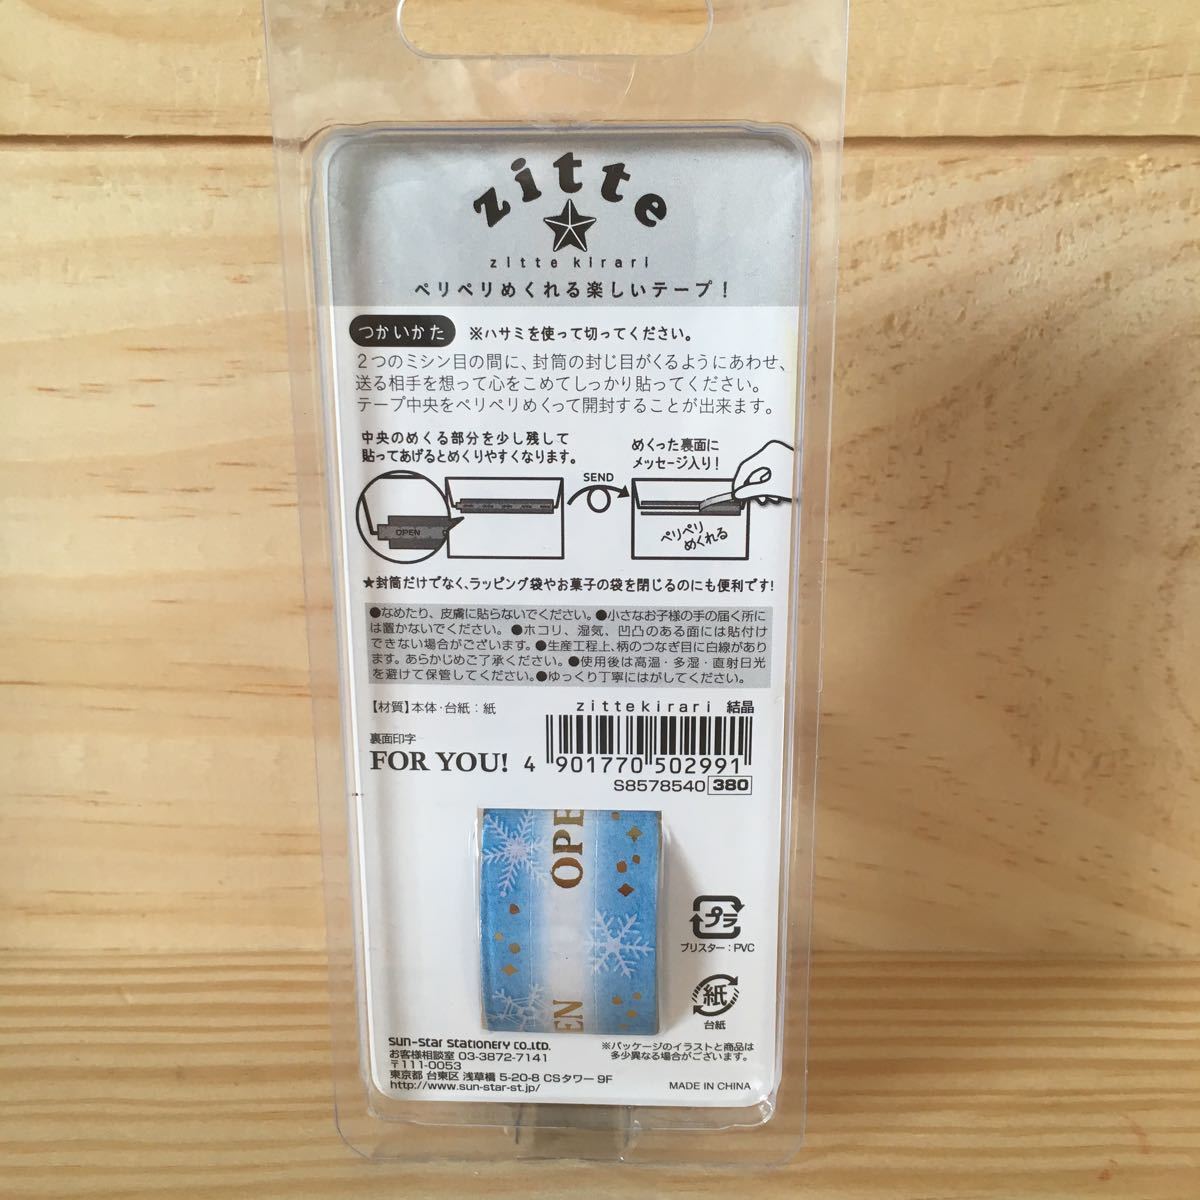 zitte
zitte kirari
ペリペリめくれる楽しいテープ!
つかいかた ※ハサミを使って切ってください。
2つのミシン目の間に、封筒の封じ目がくるようにあわせ、
送る相手を想って心をこめてしっかり貼ってください。
テープ中央をペリペリめくって開封することが出来ます。
中央のめくる部分を少し残して
貼ってあげるとめくりやすくなります。
めくった裏面に
メッセージ入り!
SEND
OPEN
ペリペリ
めくれる
★封筒だけでなく、ラッピング袋やお菓子の袋を閉じるのにも便利です!
●なめたり、皮膚に貼らないでください。●小さなお子様の手の届く所に
は置かないでください。●ホコリ、湿気、凹凸のある面には貼付け
できない場合がございます。●生産工程上、柄のつなぎ目に白線があり
ます。あらかじめご了承ください。●使用後は高温・多湿・直射日光
を避けて保管してください。●ゆっくり丁寧にはがしてください。
【材質】本体・台紙:紙
zittekirari 結晶
裏面印字
FOR YOU!
4 901770 502991
S8578540 380
OPE
EN
プラ
ブリスター:PVC
紙
台紙
sun-star stationery co.,ltd.
お客様相談室 03-3872-7141
〒111-0053
東京都 台東区 浅草橋 5-20-8 CSタワー 9F
http://www.sun-star-st.jp/
※パッケージのイラストと商品は
多少異なる場合がございます。
MADE IN CHINA